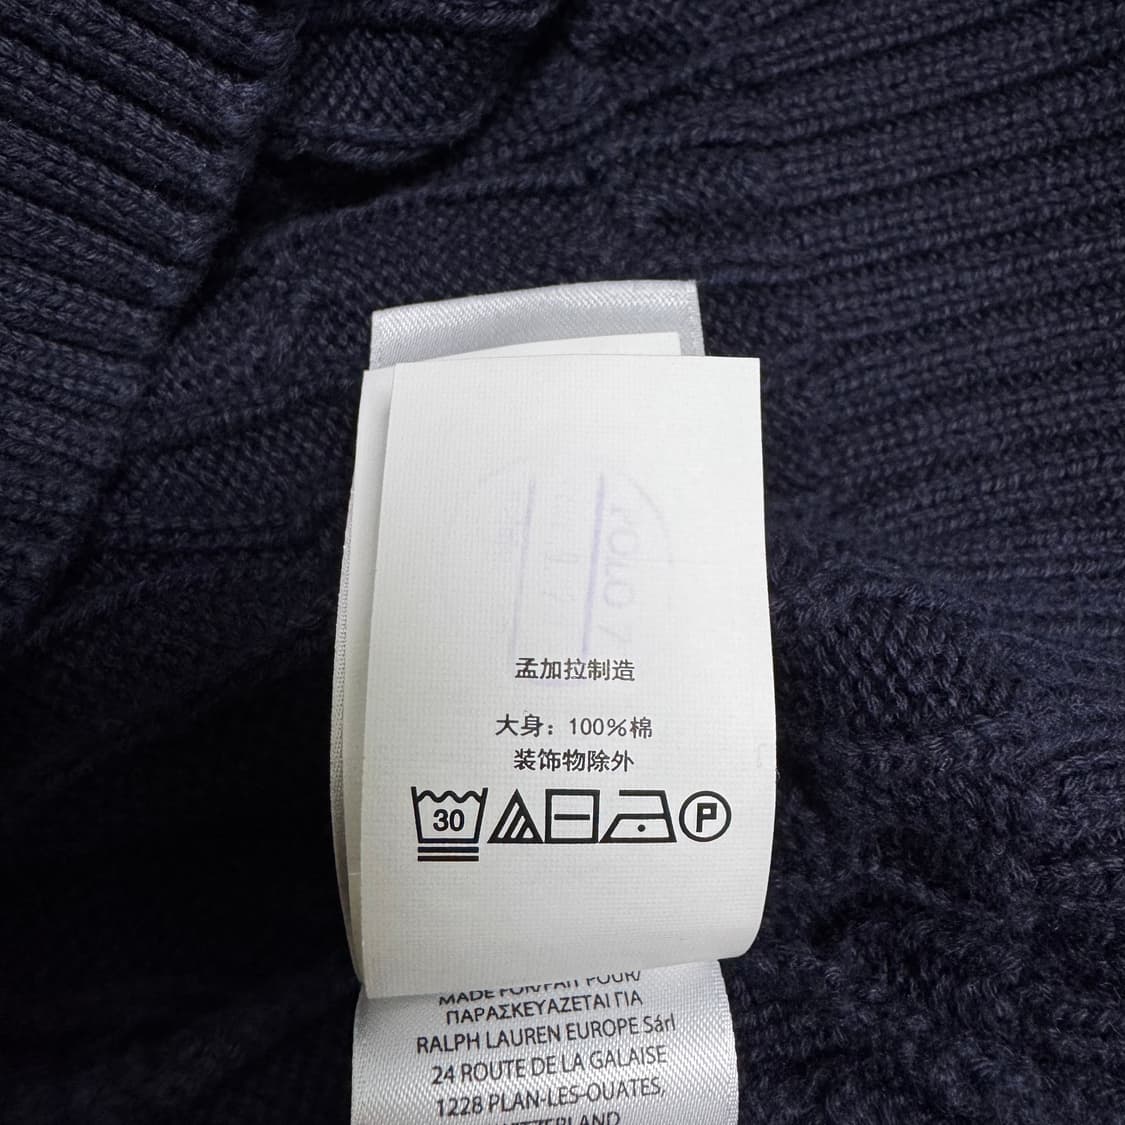 孟加拉制造
大身：100%棉
装饰物除外
30
P
MADE FOR/FAIT POUR/
ΠΑΡΑΣΚΕΥΑΖΕΤΑΙ ΓΙΑ
RALPH LAUREN EUROPE Sárl
24 ROUTE DE LA GALAISE
1228 PLAN-LES-OUATES,